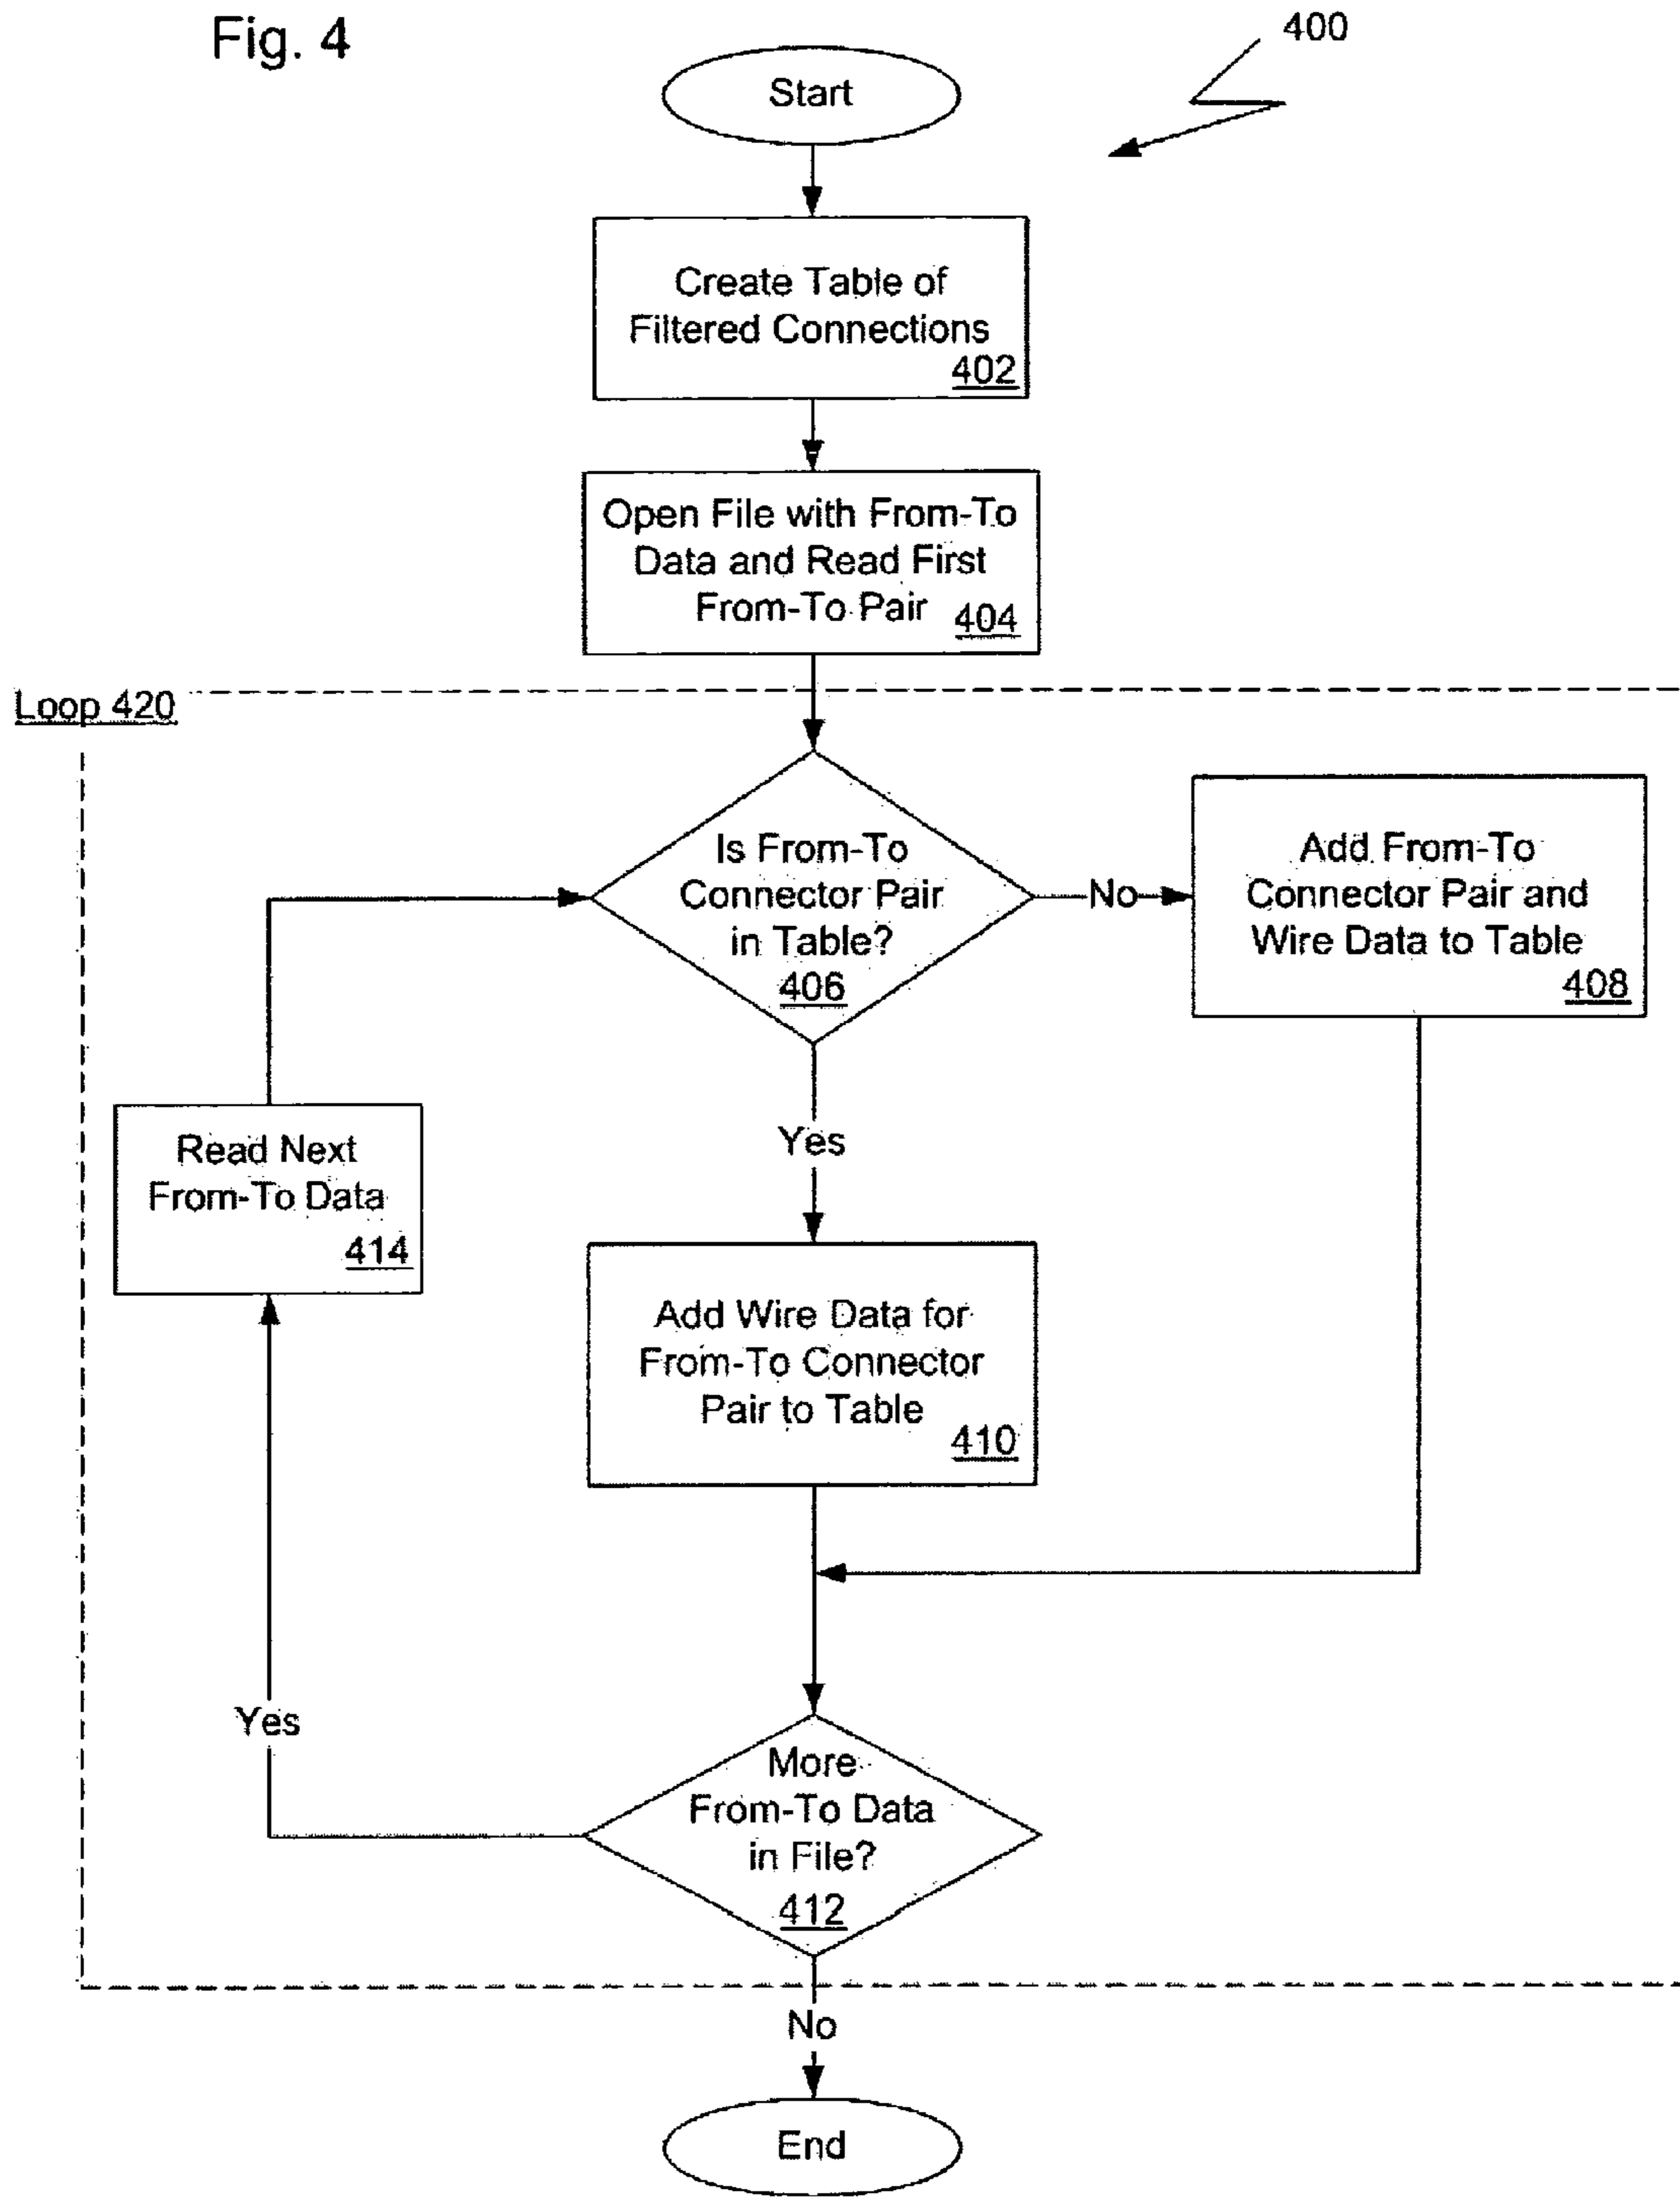 Fig. 4
400
Start
Create Table of
Filtered Connections
402
Open File with From-To
Data and Read First
From-To Pair
404
Loop 420
Is From-To
Connector Pair
in Table?
406
No
Add From-To
Connector Pair and
Wire Data to Table
408
Yes
Read Next
From-To Data
414
Add Wire Data for
From-To Connector
Pair to Table
410
Yes
More
From-To Data
in File?
412
No
End